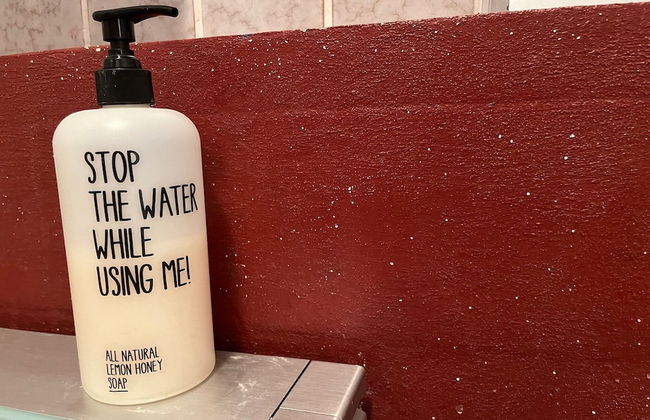 STOP
THE WATER
WHILE
USING ME!
ALL NATURAL
LEMON HONEY
SOAP